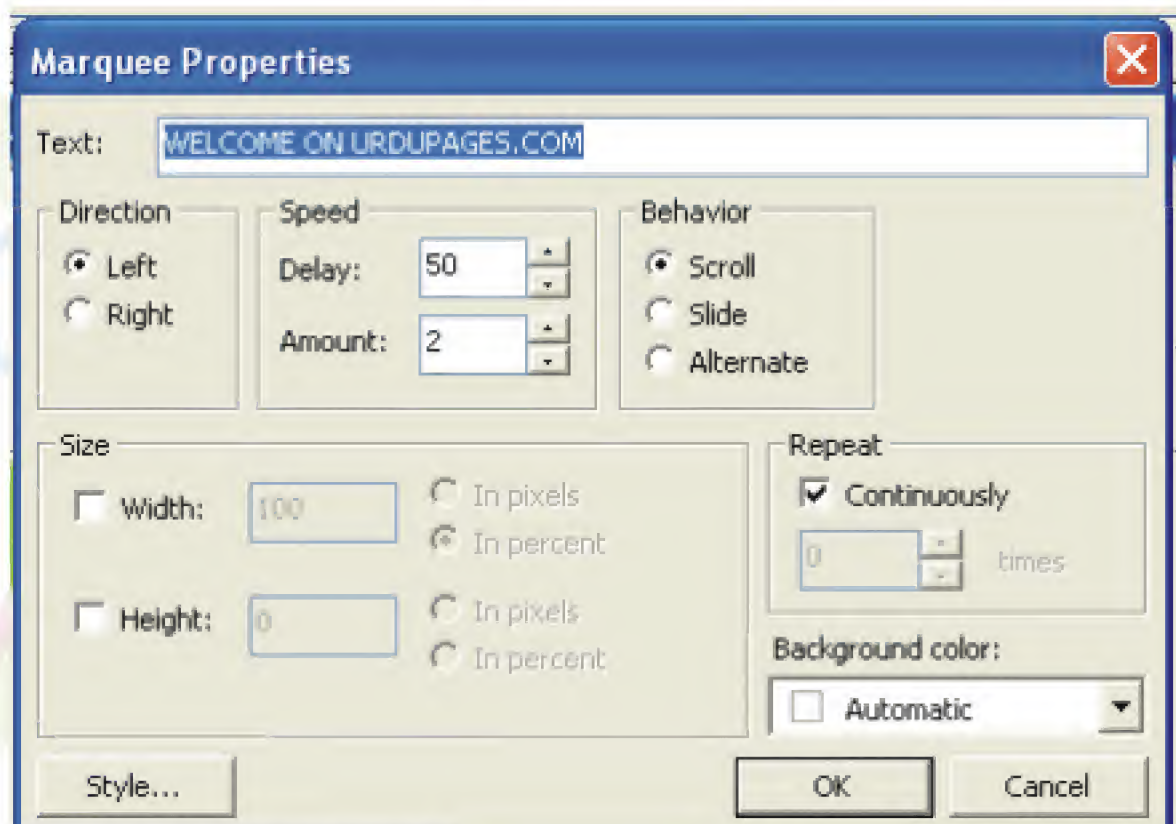 Marquee Properties
Text: WELCOME ON URDUPAGES.COM
Direction Speed Behavior
Left Delay: 50 Scroll
Right Amount: 2 Slide
Alternate
Size Repeat
Width: 100 In pixels Continuously
In percent 0 times
Height: 0 In pixels
In percent Background color:
Automatic
Style... OK Cancel